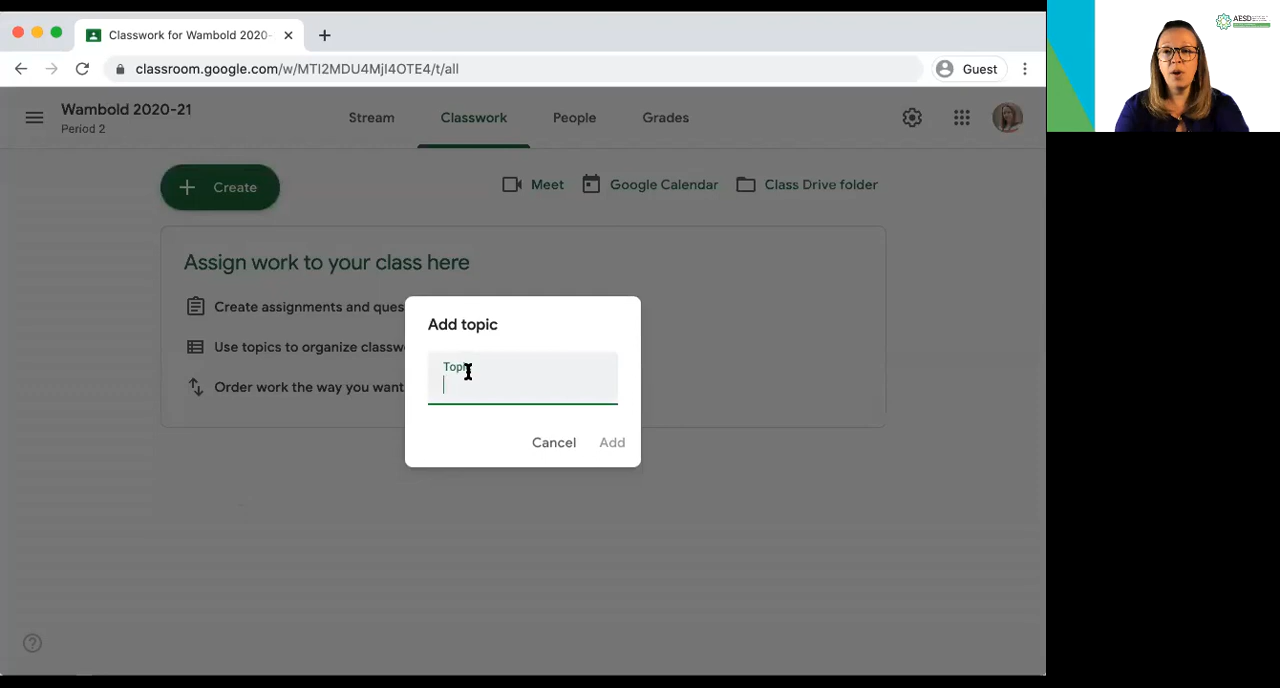 Classwork for Wambold 2020-
classroom.google.com/w/MTI2MDU4MjI4OTE4/t/all
Guest
Wambold 2020-21
Period 2
Stream
Classwork
People
Grades
Create
Meet
Google Calendar
Class Drive folder
Assign work to your class here
Create assignments and ques
Use topics to organize classw
Order work the way you want
Add topic
Topic
Cancel
Add
AESD